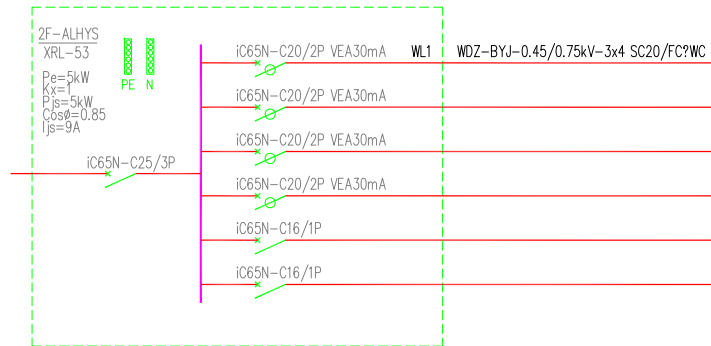 2F-ALHYS
XRL-53
Pe=5kW
Kx=1
Pjs=5kW
Cosø=0.85
Ijs=9A
PE N
iC65N-C25/3P
iC65N-C20/2P VEA30mA WL1 WDZ-BYJ-0.45/0.75kV-3x4 SC20/FC?WC
iC65N-C20/2P VEA30mA
iC65N-C20/2P VEA30mA
iC65N-C20/2P VEA30mA
iC65N-C16/1P
iC65N-C16/1P